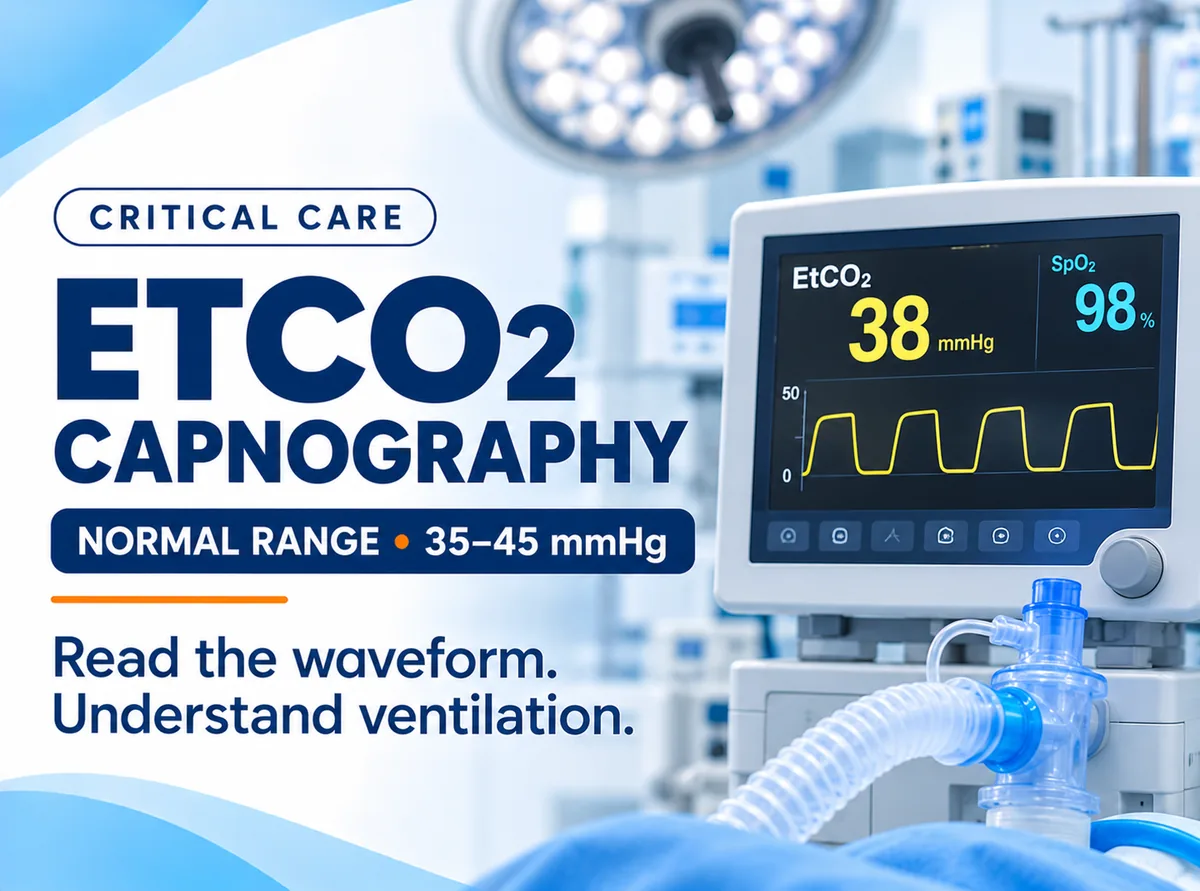 CRITICAL CARE
ETCO2
CAPNOGRAPHY
NORMAL RANGE • 35–45 mmHg
Read the waveform.
Understand ventilation.
EtCO₂
38 mmHg
SpO₂
98 %
50
0